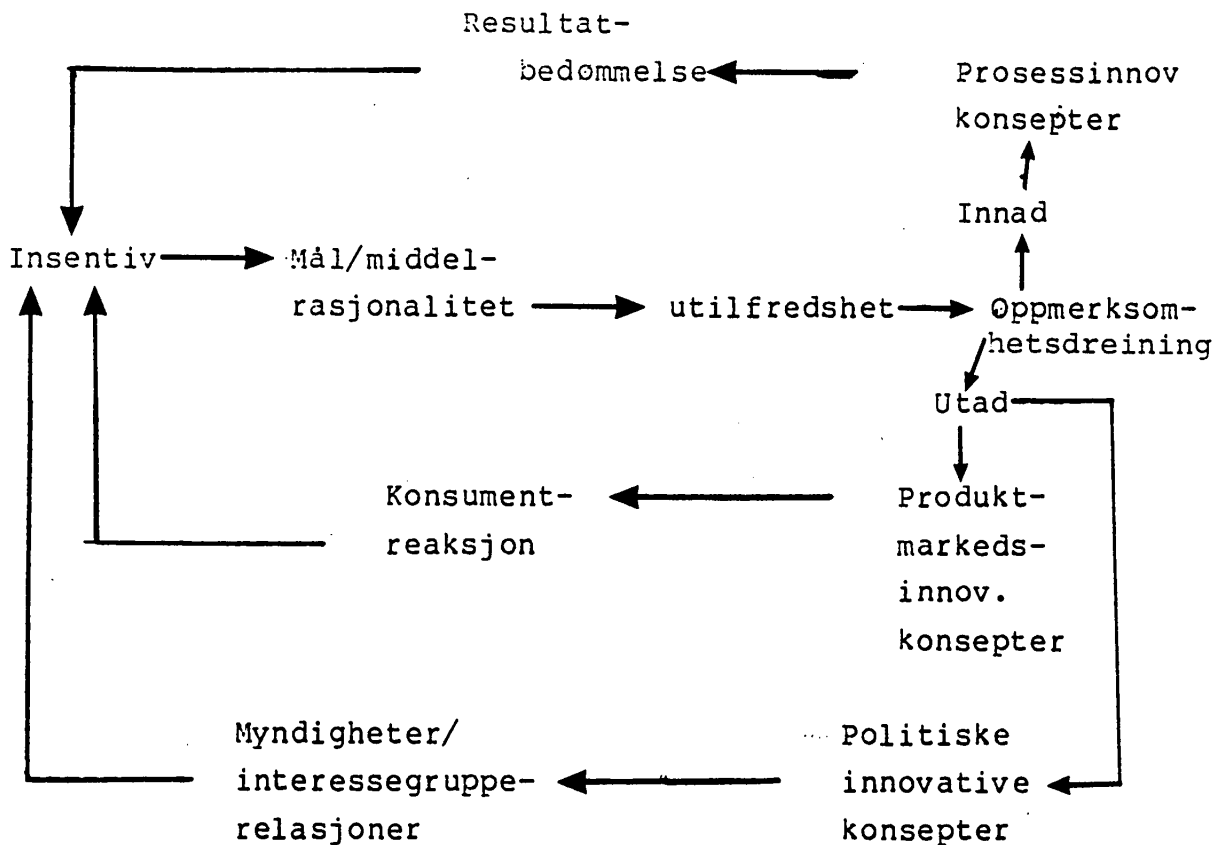 Resultat-
bedømmelse
Prosessinnov
konsepter
Innad
Insentiv
Mål/middel-
rasjonalitet
utilfredshet
Oppmerksom-
hetsdreining
Utad
Konsument-
reaksjon
Produkt-
markeds-
innov.
konsepter
Myndigheter/
interessegruppe-
relasjoner
Politiske
innovative
konsepter